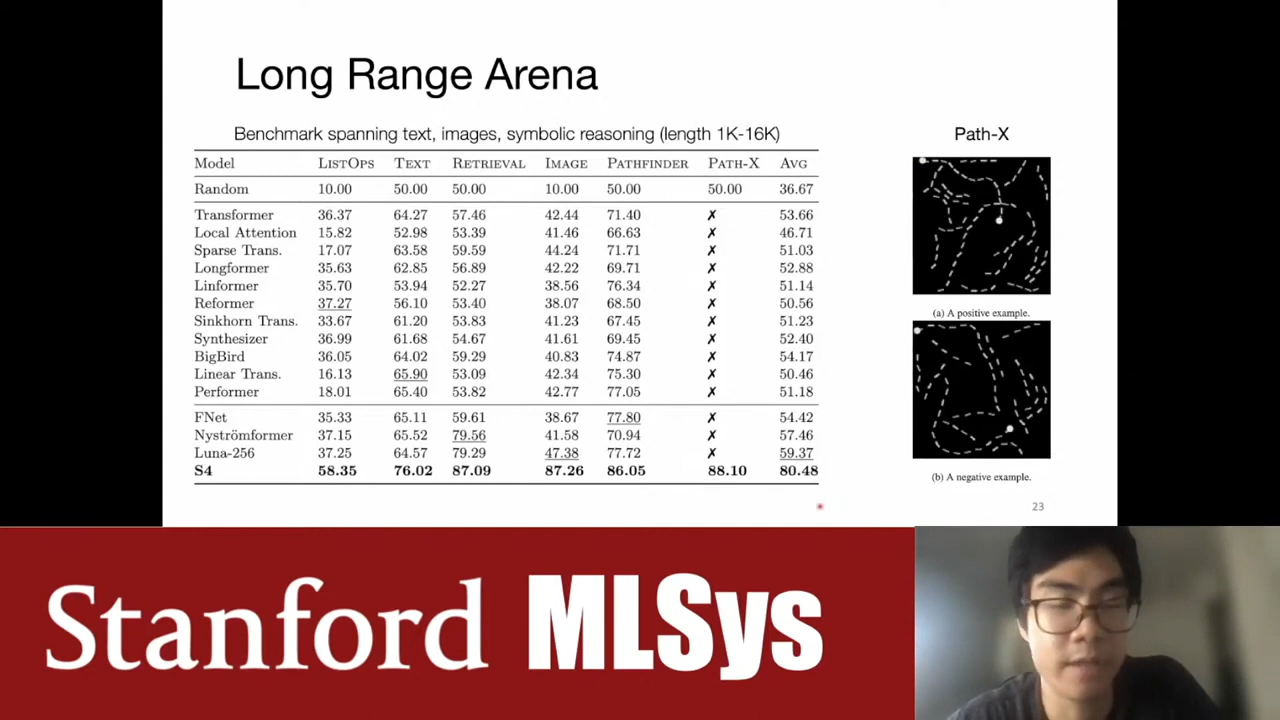 Long Range Arena
Benchmark spanning text, images, symbolic reasoning (length 1K-16K)
Model LISTOPS TEXT RETRIEVAL IMAGE PATHFINDER PATH-X AVG
Random 10.00 50.00 50.00 10.00 50.00 50.00 36.67
Transformer 36.37 64.27 57.46 42.44 71.40 ✗ 53.66
Local Attention 15.82 52.98 53.39 41.46 66.63 ✗ 46.71
Sparse Trans. 17.07 63.58 59.59 44.24 71.71 ✗ 51.03
Longformer 35.63 62.85 56.89 42.22 69.71 ✗ 52.88
Linformer 35.70 53.94 52.27 38.56 76.34 ✗ 51.14
Reformer 37.27 56.10 53.40 38.07 68.50 ✗ 50.56
Sinkhorn Trans. 33.67 61.20 53.83 41.23 67.45 ✗ 51.23
Synthesizer 36.99 61.68 54.67 41.61 69.45 ✗ 52.40
BigBird 36.05 64.02 59.29 40.83 74.87 ✗ 54.17
Linear Trans. 16.13 65.90 53.09 42.34 75.30 ✗ 50.46
Performer 18.01 65.40 53.82 42.77 77.05 ✗ 51.18
FNet 35.33 65.11 59.61 38.67 77.80 ✗ 54.42
Nyströmformer 37.15 65.52 79.56 41.58 70.94 ✗ 57.46
Luna-256 37.25 64.57 79.29 47.38 77.72 ✗ 59.37
S4 58.35 76.02 87.09 87.26 86.05 88.10 80.48
Path-X
(a) A positive example.
(b) A negative example.
23
Stanford MLSys